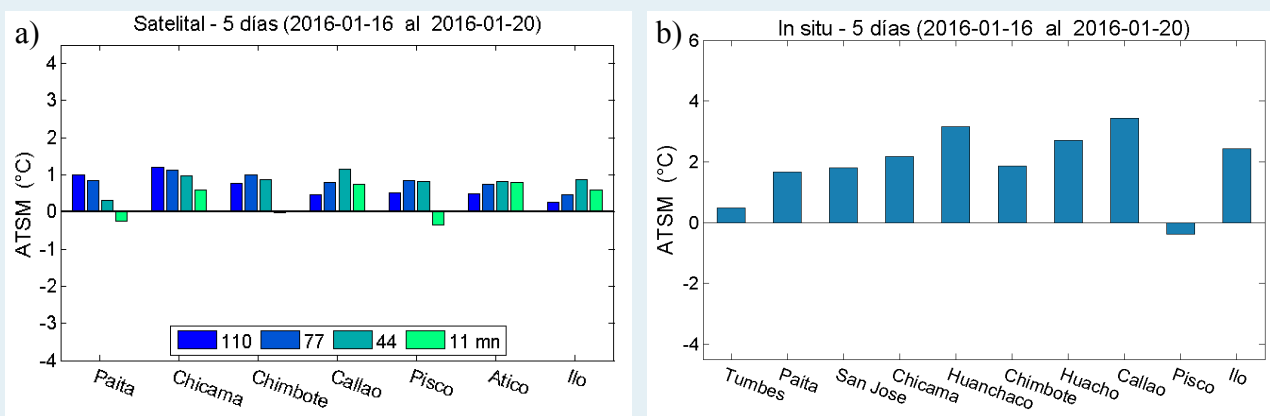 a)
Satelital - 5 días (2016-01-16 al 2016-01-20)
4
3
2
1
0
-1
-2
-3
-4
ATSM (°C)
110 77 44 11 mn
Paita Chicama Chimbote Callao Pisco Atico Ilo
b)
In situ - 5 días (2016-01-16 al 2016-01-20)
6
4
2
0
-2
-4
ATSM (°C)
Tumbes Paita San Jose Chicama Huanchaco Chimbote Huacho Callao Pisco Ilo